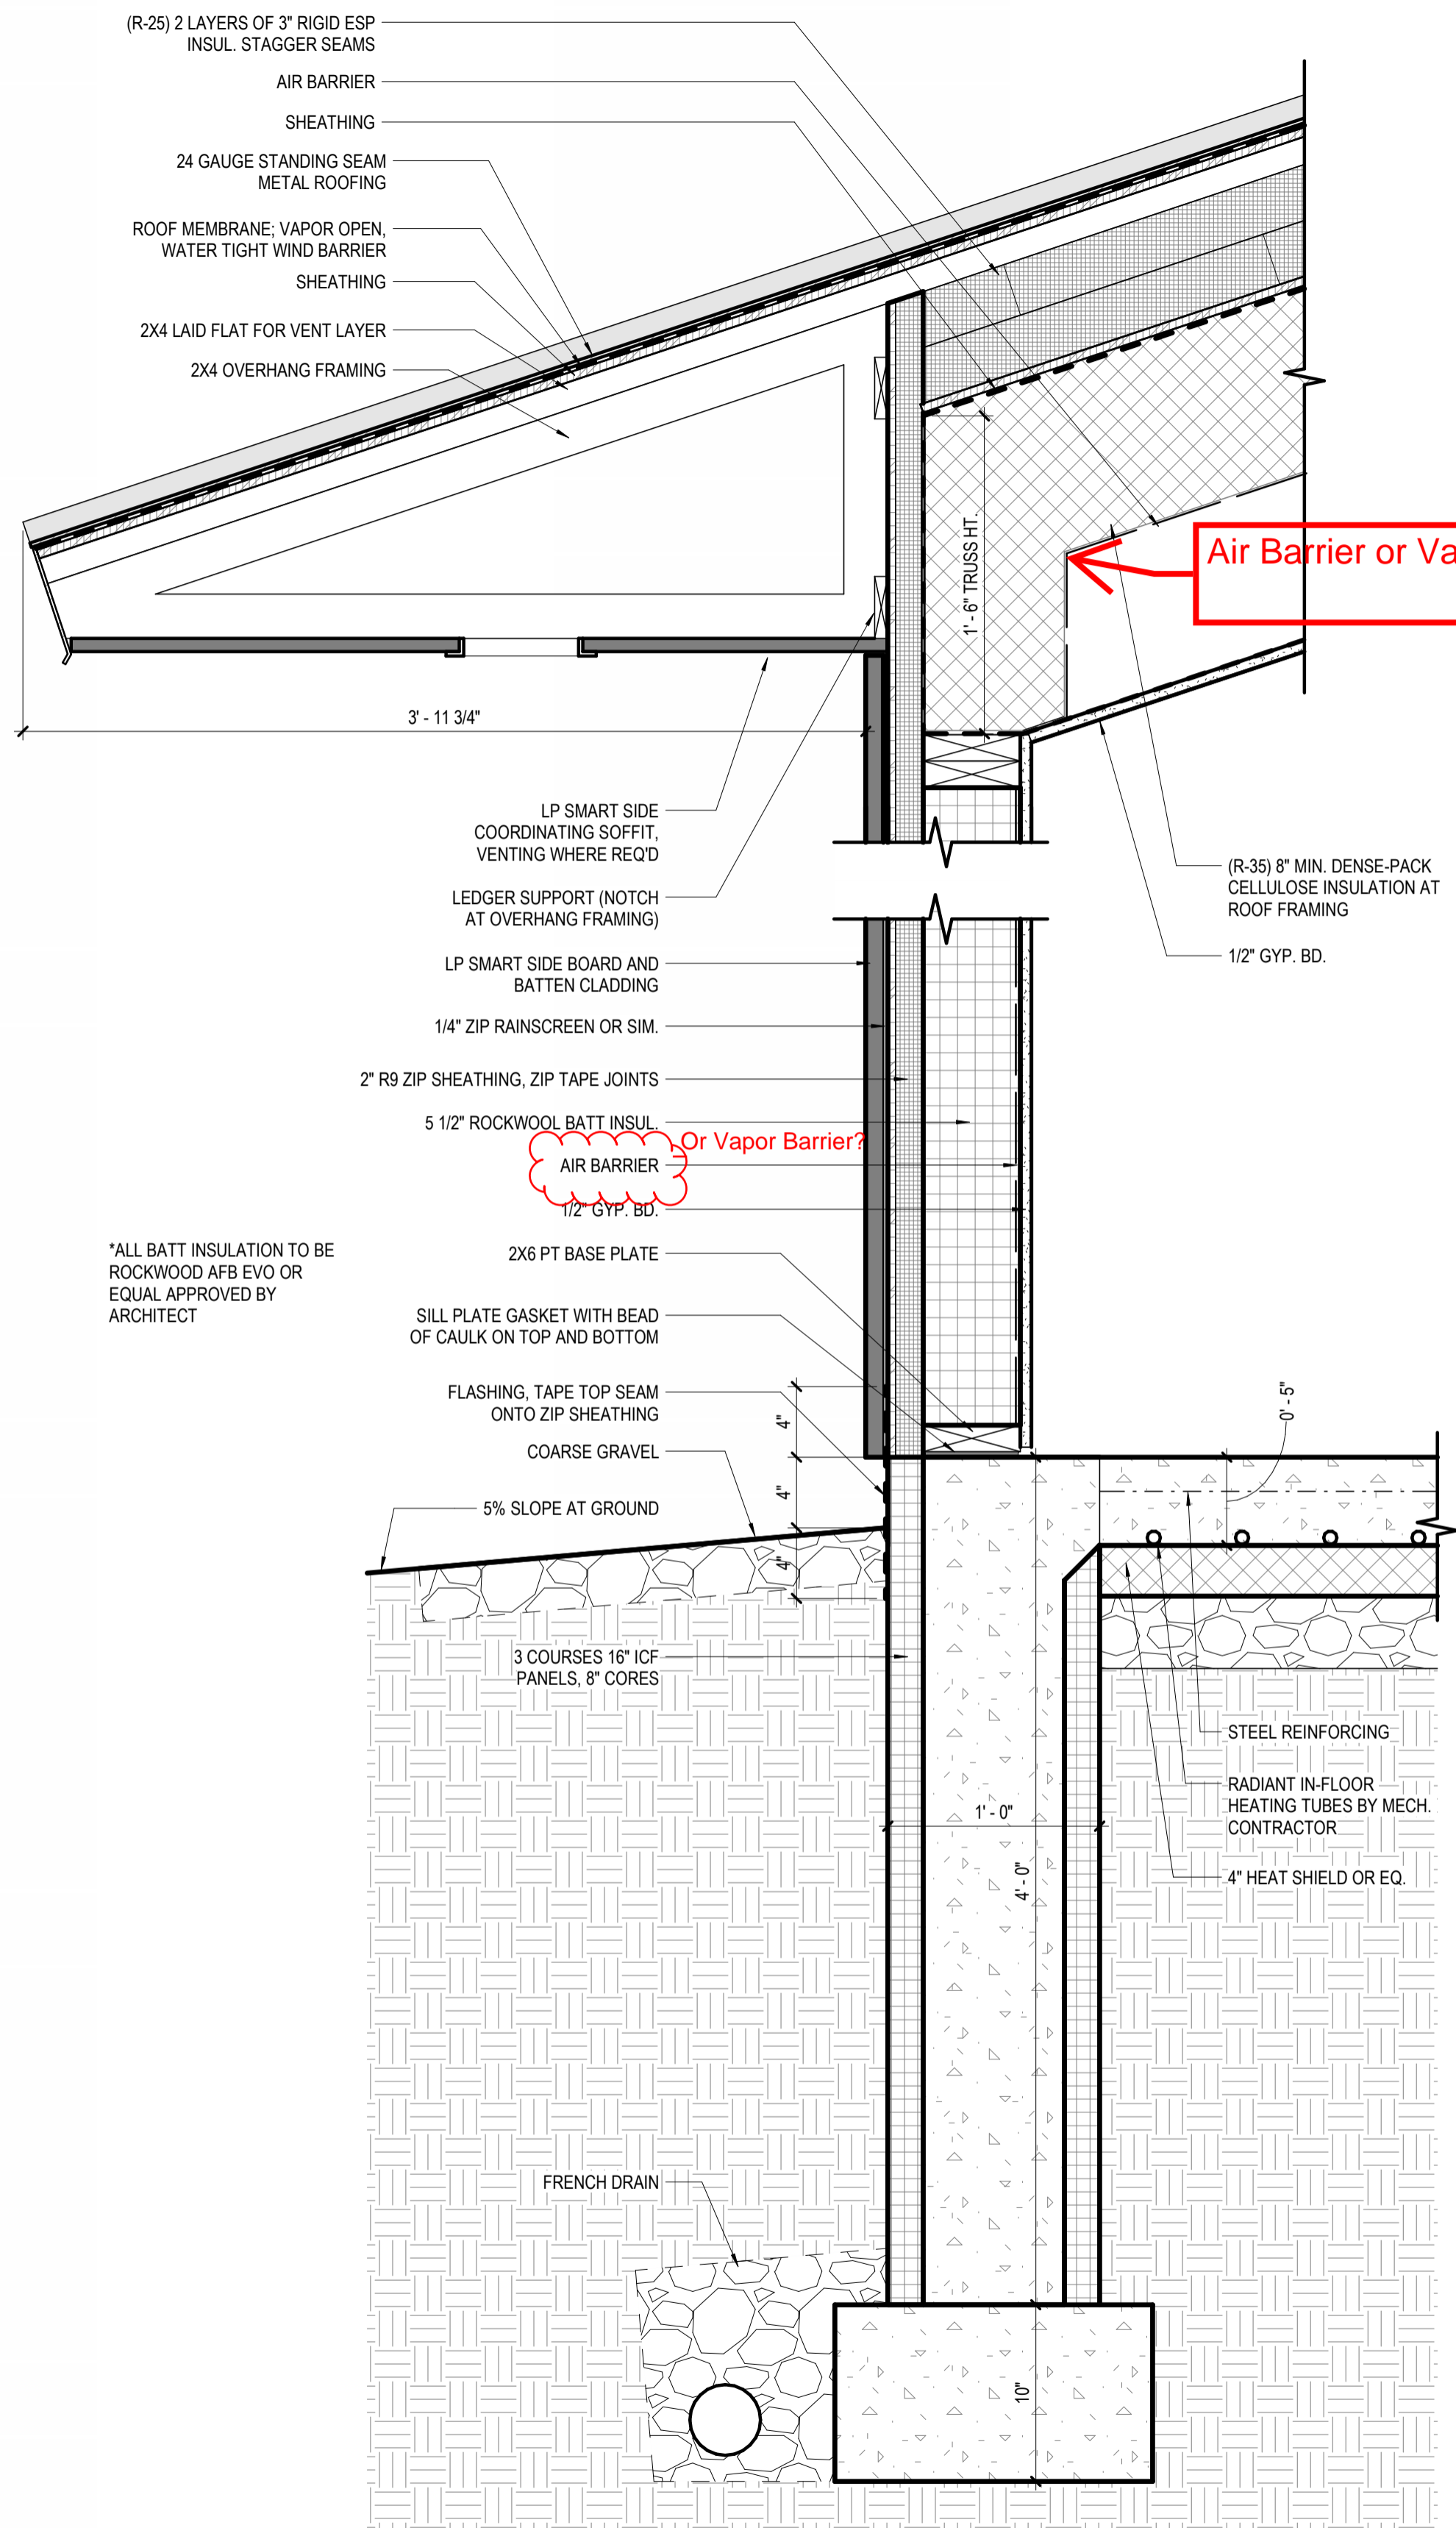 (R-25) 2 LAYERS OF 3" RIGID ESP
INSUL. STAGGER SEAMS
AIR BARRIER
SHEATHING
24 GAUGE STANDING SEAM
METAL ROOFING
ROOF MEMBRANE; VAPOR OPEN,
WATER TIGHT WIND BARRIER
SHEATHING
2X4 LAID FLAT FOR VENT LAYER
2X4 OVERHANG FRAMING
Air Barrier or Va
1' - 6" TRUSS HT.
3' - 11 3/4"
LP SMART SIDE
COORDINATING SOFFIT,
VENTING WHERE REQ'D
LEDGER SUPPORT (NOTCH
AT OVERHANG FRAMING)
(R-35) 8" MIN. DENSE-PACK
CELLULOSE INSULATION AT
ROOF FRAMING
1/2" GYP. BD.
LP SMART SIDE BOARD AND
BATTEN CLADDING
1/4" ZIP RAINSCREEN OR SIM.
2" R9 ZIP SHEATHING, ZIP TAPE JOINTS
5 1/2" ROCKWOOL BATT INSUL.
Or Vapor Barrier?
AIR BARRIER
1/2" GYP. BD.
*ALL BATT INSULATION TO BE
ROCKWOOD AFB EVO OR
EQUAL APPROVED BY
ARCHITECT
2X6 PT BASE PLATE
SILL PLATE GASKET WITH BEAD
OF CAULK ON TOP AND BOTTOM
FLASHING, TAPE TOP SEAM
ONTO ZIP SHEATHING
COARSE GRAVEL
5% SLOPE AT GROUND
4"
4"
4"
0' - 5"
3 COURSES 16" ICF
PANELS, 8" CORES
STEEL REINFORCING
RADIANT IN-FLOOR
HEATING TUBES BY MECH.
CONTRACTOR
4" HEAT SHIELD OR EQ.
1' - 0"
4' - 0"
FRENCH DRAIN
10"